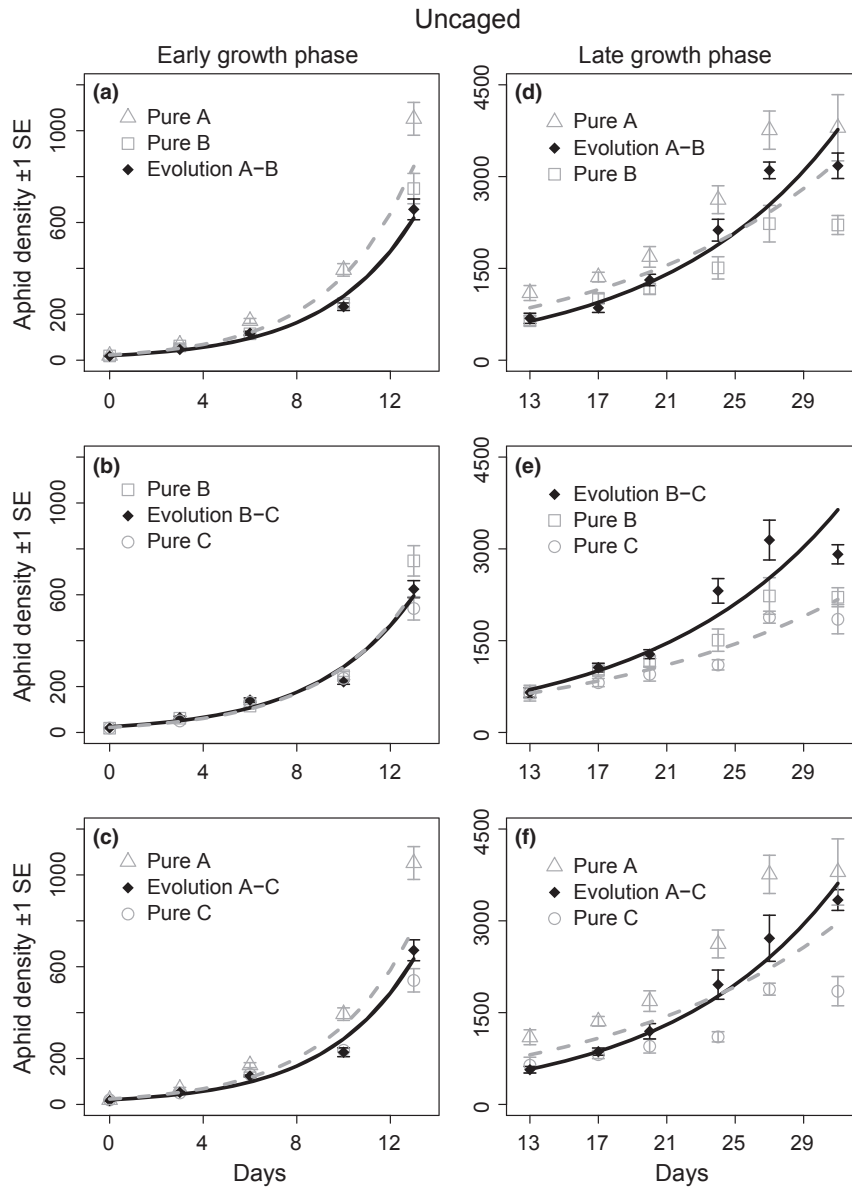 Uncaged
Early growth phase
Late growth phase
(a)
Pure A
Pure B
Evolution A−B
Aphid density ±1 SE
0
200
600
1000
0
4
8
12
(d)
Pure A
Evolution A−B
Pure B
0
1500
3000
4500
13
17
21
25
29
(b)
Pure B
Evolution B−C
Pure C
Aphid density ±1 SE
0
200
600
1000
0
4
8
12
(e)
Evolution B−C
Pure B
Pure C
0
1500
3000
4500
13
17
21
25
29
(c)
Pure A
Evolution A−C
Pure C
Aphid density ±1 SE
0
200
600
1000
0
4
8
12
Days
(f)
Pure A
Evolution A−C
Pure C
0
1500
3000
4500
13
17
21
25
29
Days